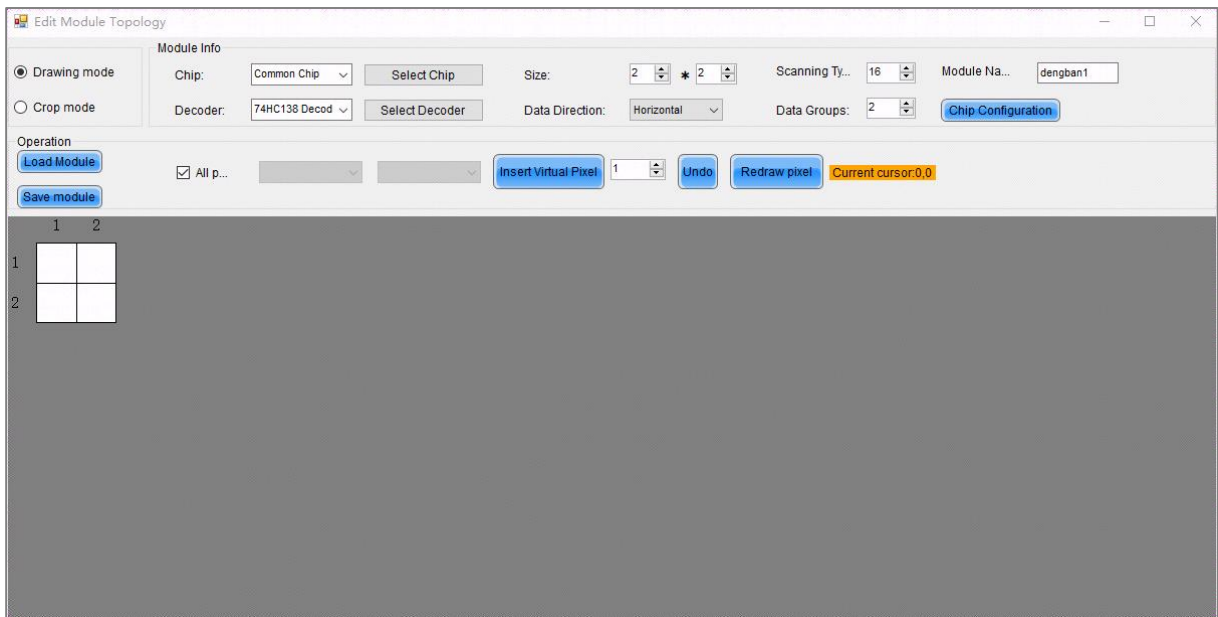 Edit Module Topology
Module Info
Drawing mode
Chip: Common Chip Select Chip Size: 2 * 2 Scanning Ty... 16 Module Na... dengban1
Crop mode
Decoder: 74HC138 Decod Select Decoder Data Direction: Horizontal Data Groups: 2 Chip Configuration
Operation
Load Module
All p... Insert Virtual Pixel 1 Undo Redraw pixel Current cursor:0,0
Save module
1 2
1
2